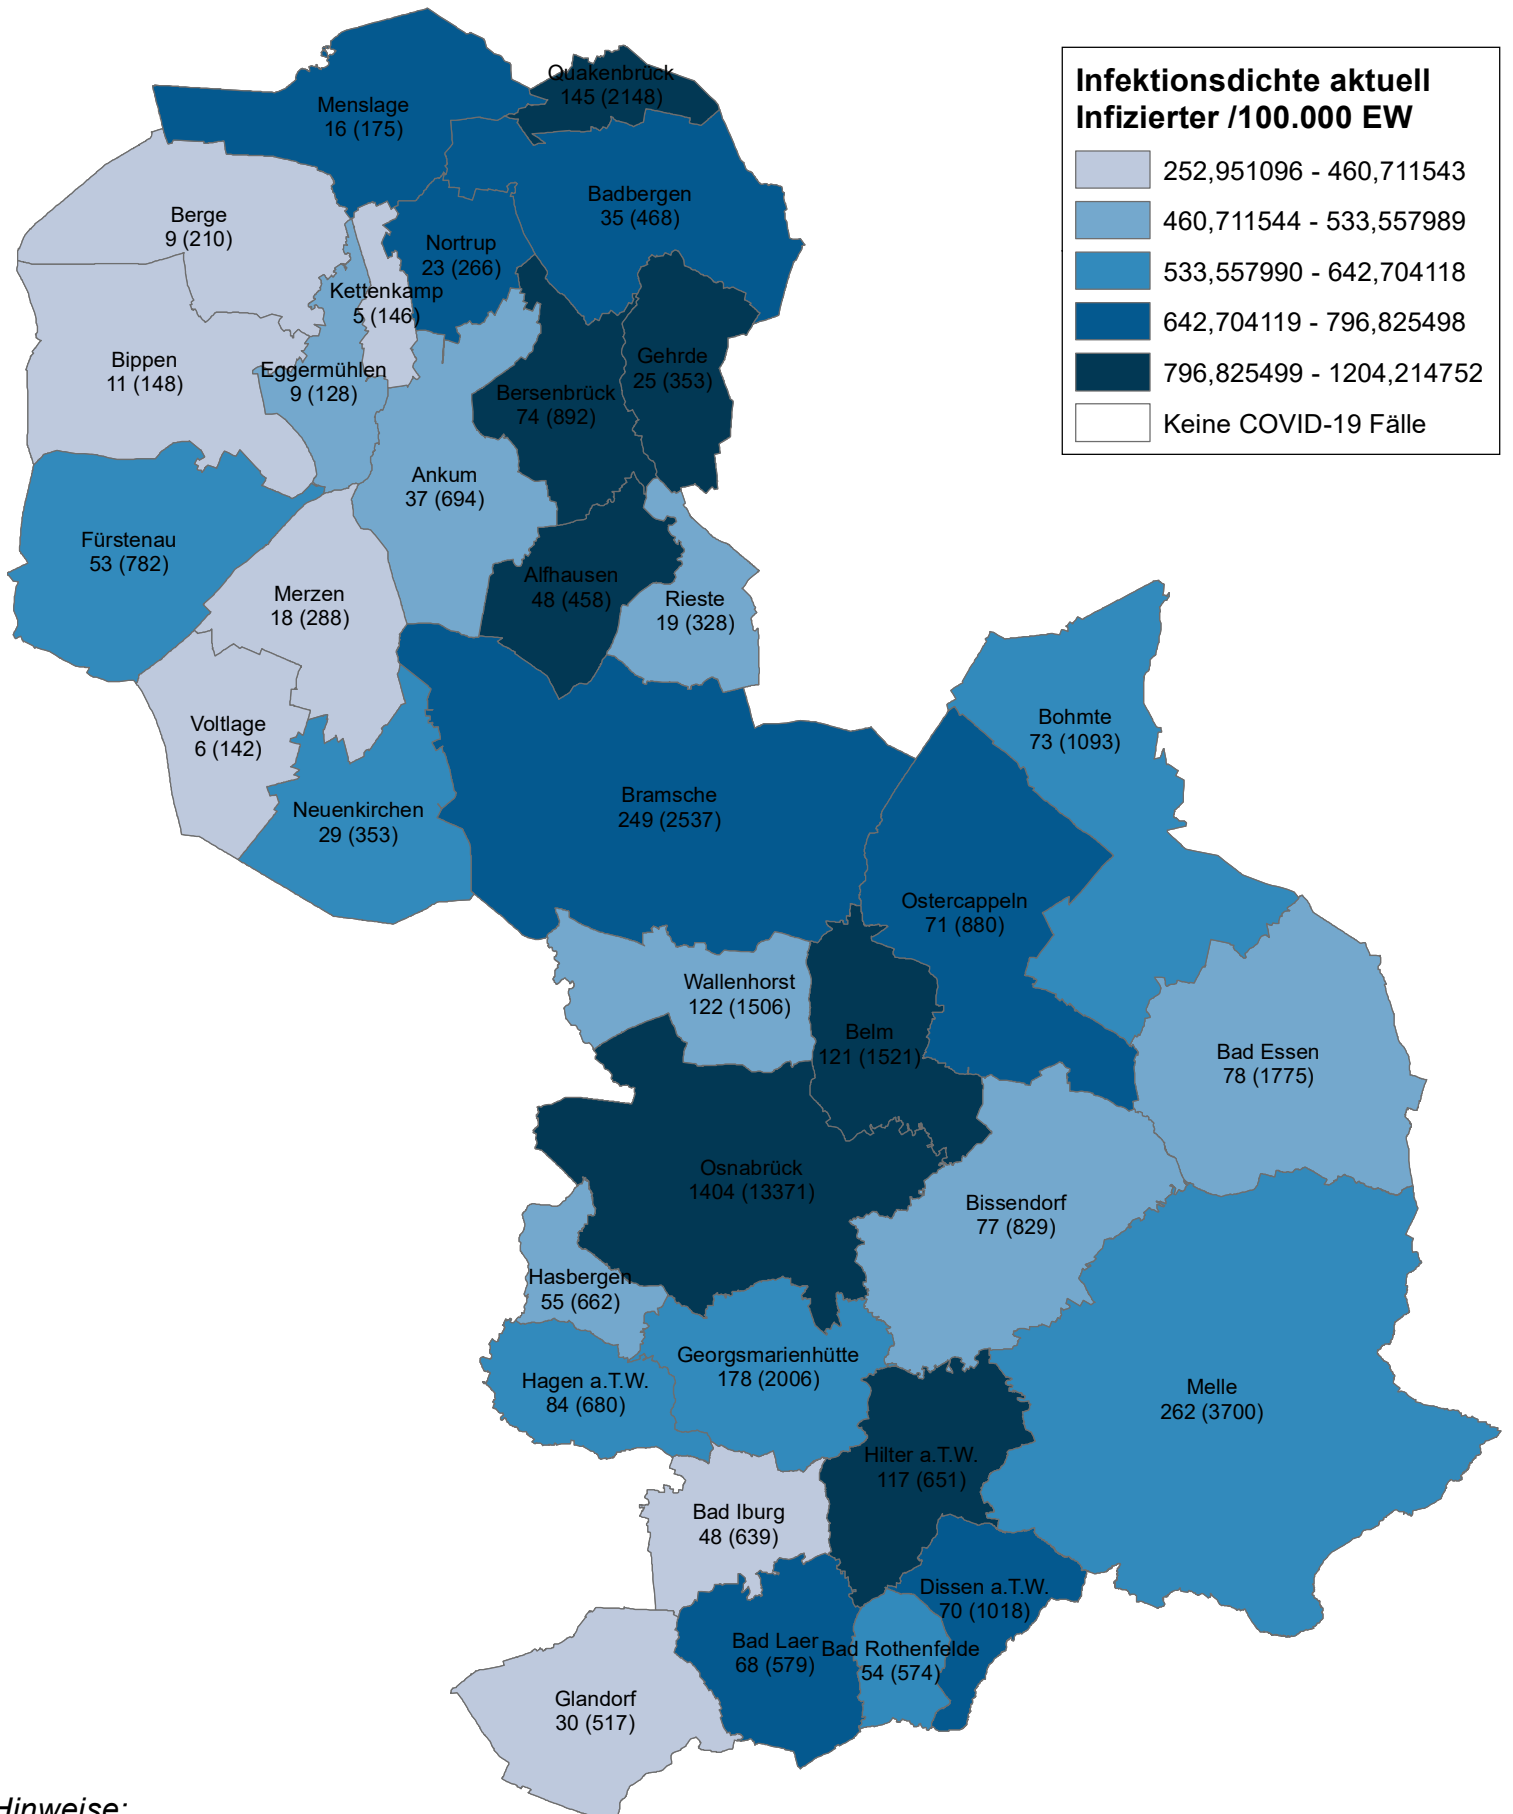 Infektionsdichte aktuell
Infizierter /100.000 EW
252,951096 - 460,711543
460,711544 - 533,557989
533,557990 - 642,704118
642,704119 - 796,825498
796,825499 - 1204,214752
Keine COVID-19 Fälle
Quakenbrück
145 (2148)
Menslage
16 (175)
Badbergen
35 (468)
Berge
9 (210)
Nortrup
23 (266)
Kettenkamp
5 (146)
Gehrde
25 (353)
Bippen
11 (148)
Eggermühlen
9 (128)
Bersenbrück
74 (892)
Ankum
37 (694)
Fürstenau
53 (782)
Alfhausen
48 (458)
Merzen
18 (288)
Rieste
19 (328)
Voltlage
6 (142)
Bohmte
73 (1093)
Bramsche
249 (2537)
Neuenkirchen
29 (353)
Ostercappeln
71 (880)
Wallenhorst
122 (1506)
Belm
121 (1521)
Bad Essen
78 (1775)
Osnabrück
1404 (13371)
Bissendorf
77 (829)
Hasbergen
55 (662)
Georgsmarienhütte
178 (2006)
Hagen a.T.W.
84 (680)
Melle
262 (3700)
Hilter a.T.W.
117 (651)
Bad Iburg
48 (639)
Dissen a.T.W.
70 (1018)
Bad Laer
68 (579)
Bad Rothenfelde
54 (574)
Glandorf
30 (517)
Hinweise: